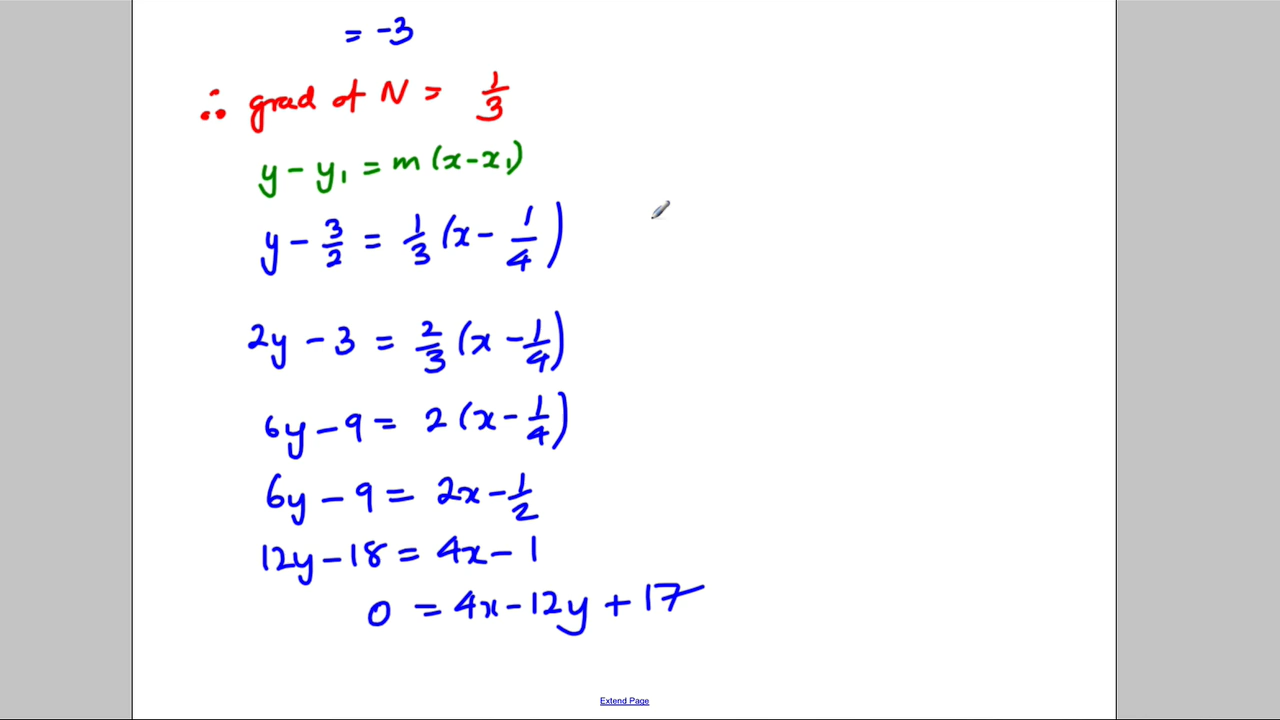 = -3
∴ grad of N = 1/3
y - y₁ = m(x - x₁)
y - 3/2 = 1/3 (x - 1/4)
2y - 3 = 2/3 (x - 1/4)
6y - 9 = 2 (x - 1/4)
6y - 9 = 2x - 1/2
12y - 18 = 4x - 1
0 = 4x - 12y + 17
Extend Page